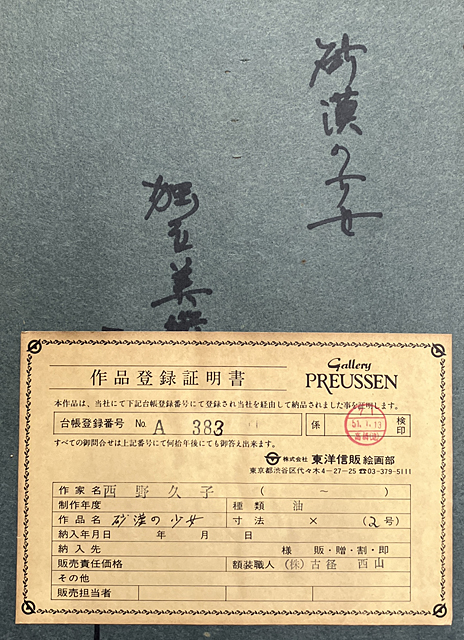 砂漠の少女
独立美
作品登録証明書
Gallery
PREUSSEN
本作品は、当社にて下記台帳登録番号にて登録され当社を経由して納品されました事を証明します。
台帳登録番号 No. A 383
係
検印
51.1.13
すべての御問合せは上記番号にて何拾年後にても御答え出来ます。
株式会社 東洋信販 絵画部
東京都渋谷区代々木4-27-25 ☎03-379-5111
作家名 西野久子 ( ~ )
制作年度 種類 油
作品名 砂漠の少女 寸法 × (2号)
納入年月日 年 月 日
納入先 様 販・贈・割・即
販売責任価格 額装職人 (株)古径 西山
その他
販売担当者